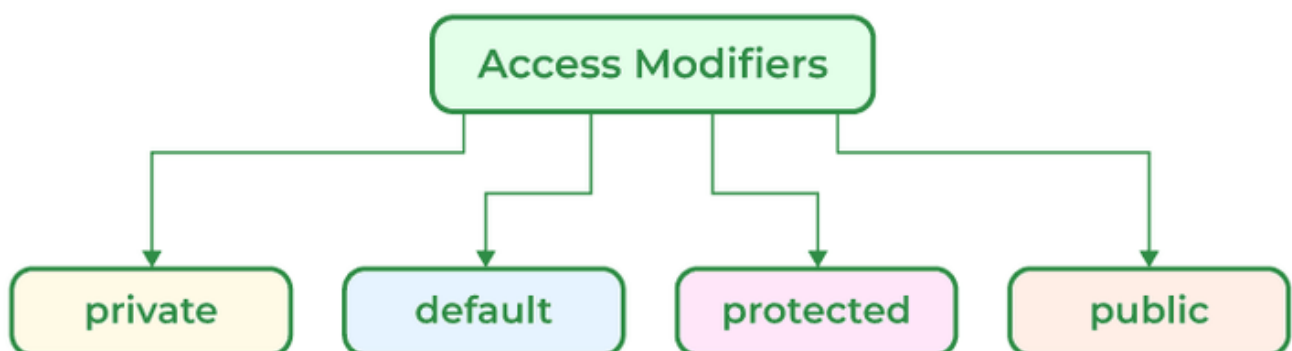 Access Modifiers
private
default
protected
public